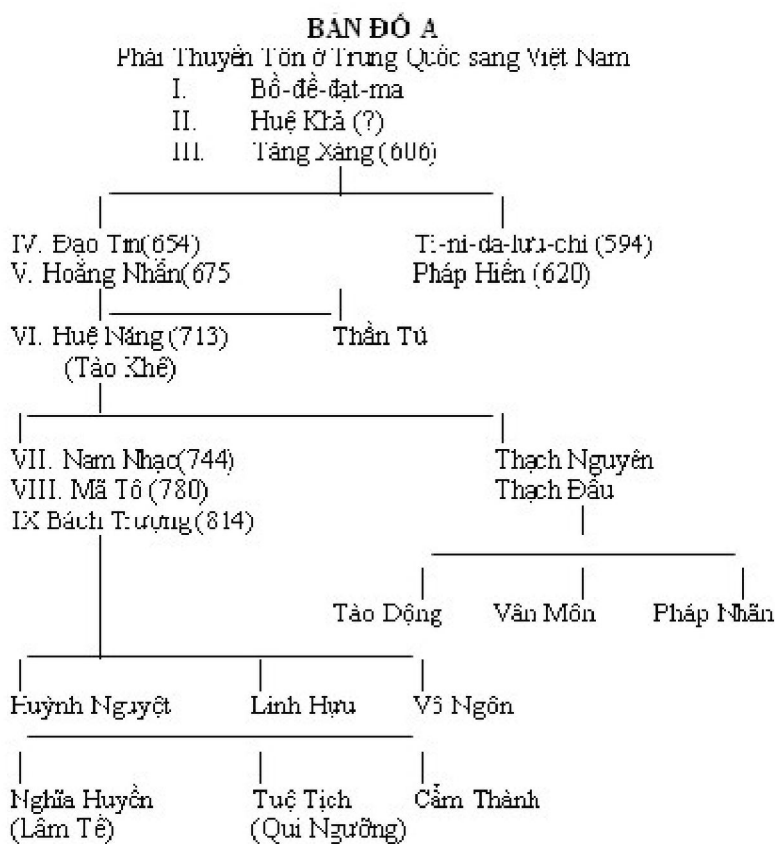 BẢN ĐỒ A
Phái Thuyền Tôn ở Trung Quốc sang Việt Nam
I. Bồ-đề-đạt-ma
II. Huệ Khả (?)
III. Tăng Xáng (606)
IV. Đạo Tín(654) Tì-ni-da-lưu-chi (594)
V. Hoằng Nhẫn(675 Pháp Hiền (620)
VI. Huệ Năng (713) Thần Tú
(Tào Khê)
VII. Nam Nhạc(744) Thạch Nguyên
VIII. Mã Tổ (780) Thạch Đầu
IX Bách Trượng (814)
Tào Dộng Vân Môn Pháp Nhãn
Huỳnh Nguyệt Linh Hựu Vô Ngôn
Nghĩa Huyền Tuệ Tịch Cảm Thành
(Lâm Tế) (Qui Ngưỡng)